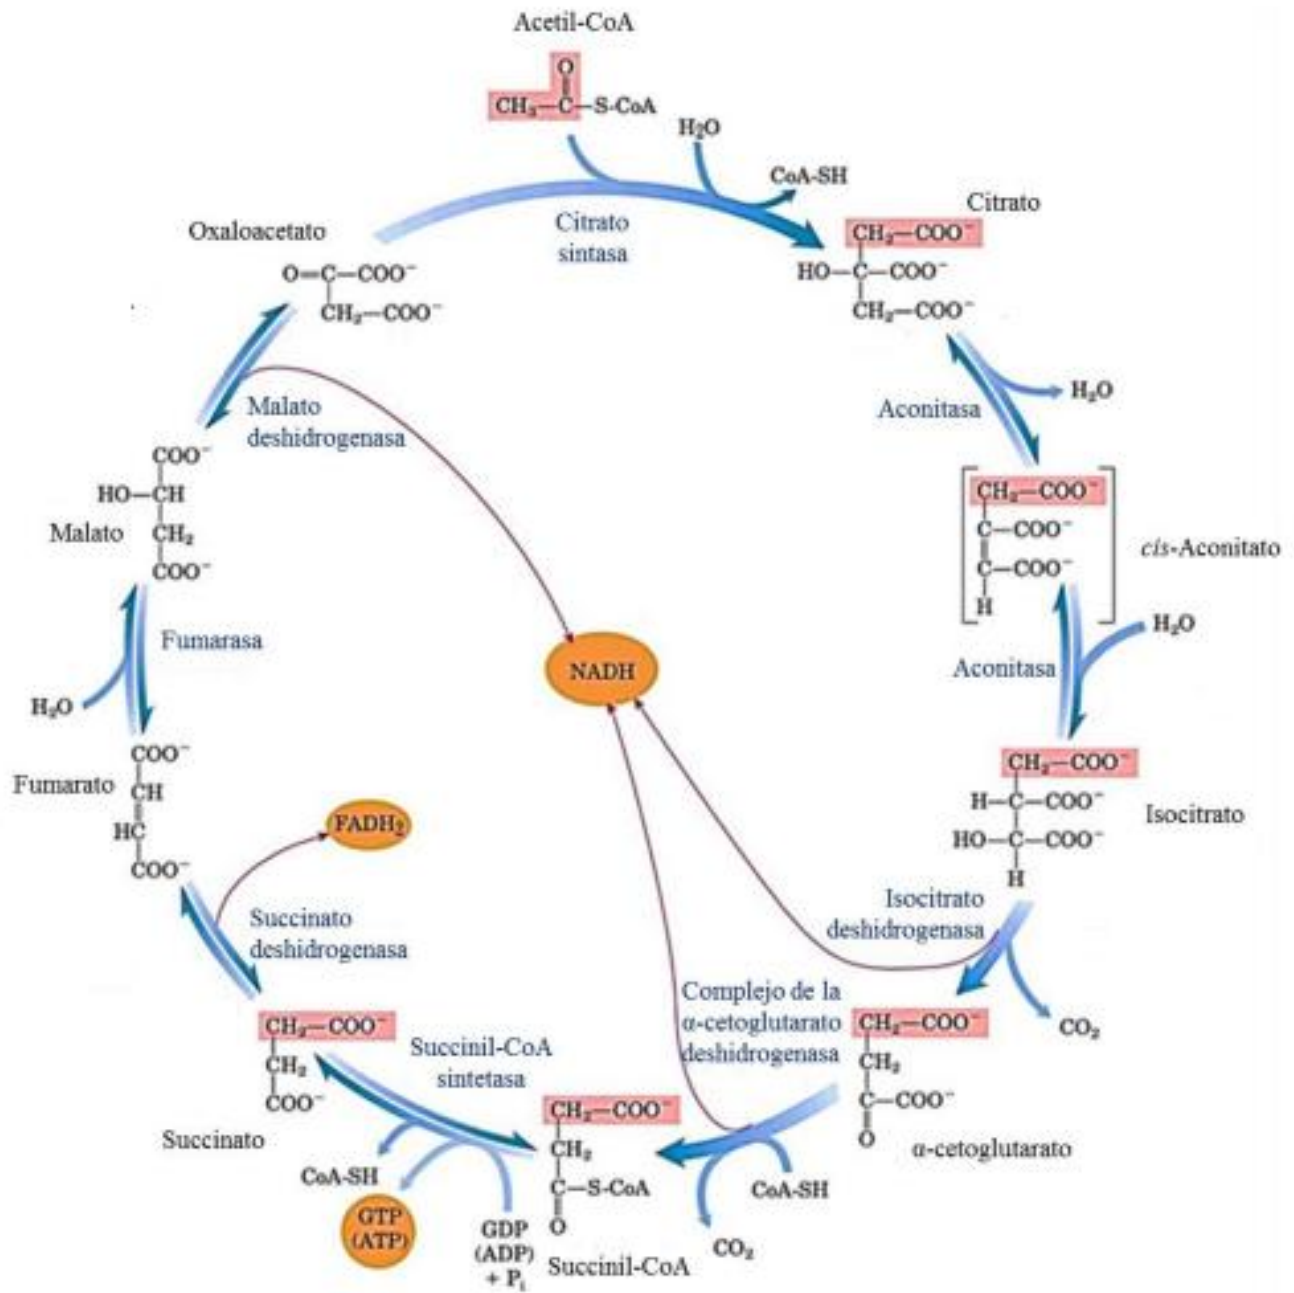 Acetil-CoA
O
CH₃—C—S-CoA
H₂O
CoA-SH
Citrato
sintasa
Citrato
CH₂—COO⁻
HO—C—COO⁻
CH₂—COO⁻
Oxaloacetato
O=C—COO⁻
CH₂—COO⁻
Aconitasa
H₂O
CH₂—COO⁻
C—COO⁻
C—COO⁻
H
cis-Aconitato
Aconitasa
H₂O
CH₂—COO⁻
H—C—COO⁻
HO—C—COO⁻
H
Isocitrato
Isocitrato
deshidrogenasa
CO₂
CH₂—COO⁻
CH₂
C—COO⁻
O
α-cetoglutarato
Complejo de la
α-cetoglutarato
deshidrogenasa
CoA-SH
CO₂
CH₂—COO⁻
CH₂
C—S-CoA
O
Succinil-CoA
Succinil-CoA
sintetasa
GDP
(ADP)
+ Pᵢ
CoA-SH
GTP
(ATP)
CH₂—COO⁻
CH₂
COO⁻
Succinato
Succinato
deshidrogenasa
FADH₂
COO⁻
CH
HC
COO⁻
Fumarato
H₂O
Fumarasa
COO⁻
HO—CH
CH₂
COO⁻
Malato
Malato
deshidrogenasa
NADH